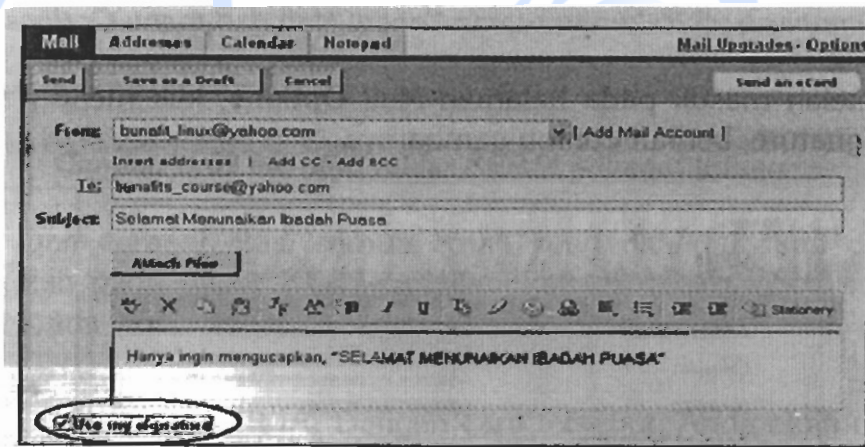 Mail Addresses Calendar Notepad Mail Upgrades - Options
Send Save as a Draft Cancel Send an eCard
From: bunafit_linux@yahoo.com [ Add Mail Account ]
Insert addresses | Add CC - Add BCC
To: bunafits_course@yahoo.com
Subject: Selamat Menunaikan Ibadah Puasa
Attach Files
Stationery
Hanya ingin mengucapkan, "SELAMAT MENUNAIKAN IBADAH PUASA"
Use my signature